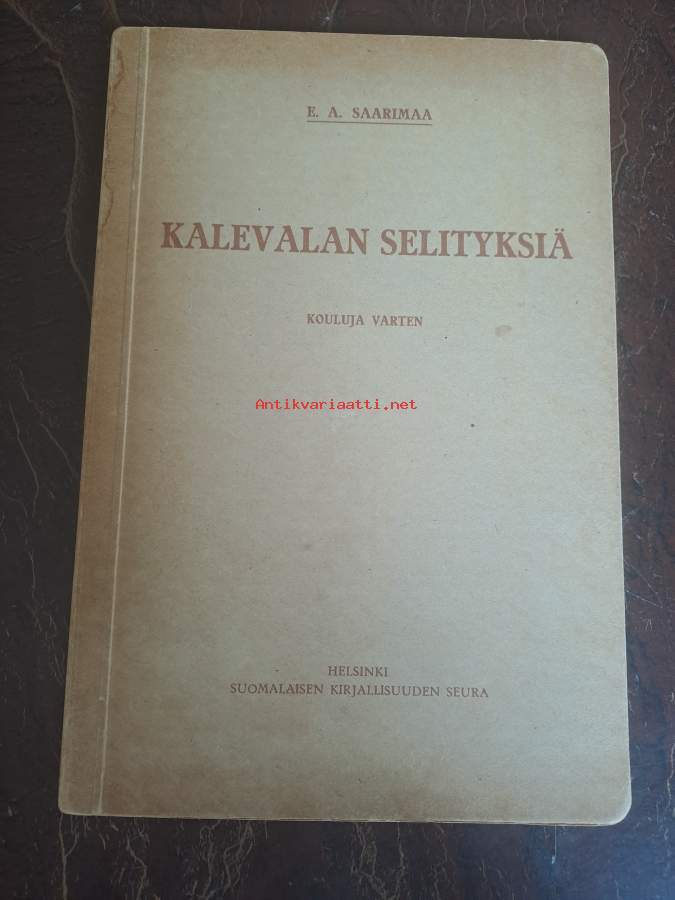 E. A. SAARIMAA
KALEVALAN SELITYKSIÄ
KOULUJA VARTEN
Antikvariaatti.net
HELSINKI
SUOMALAISEN KIRJALLISUUDEN SEURA